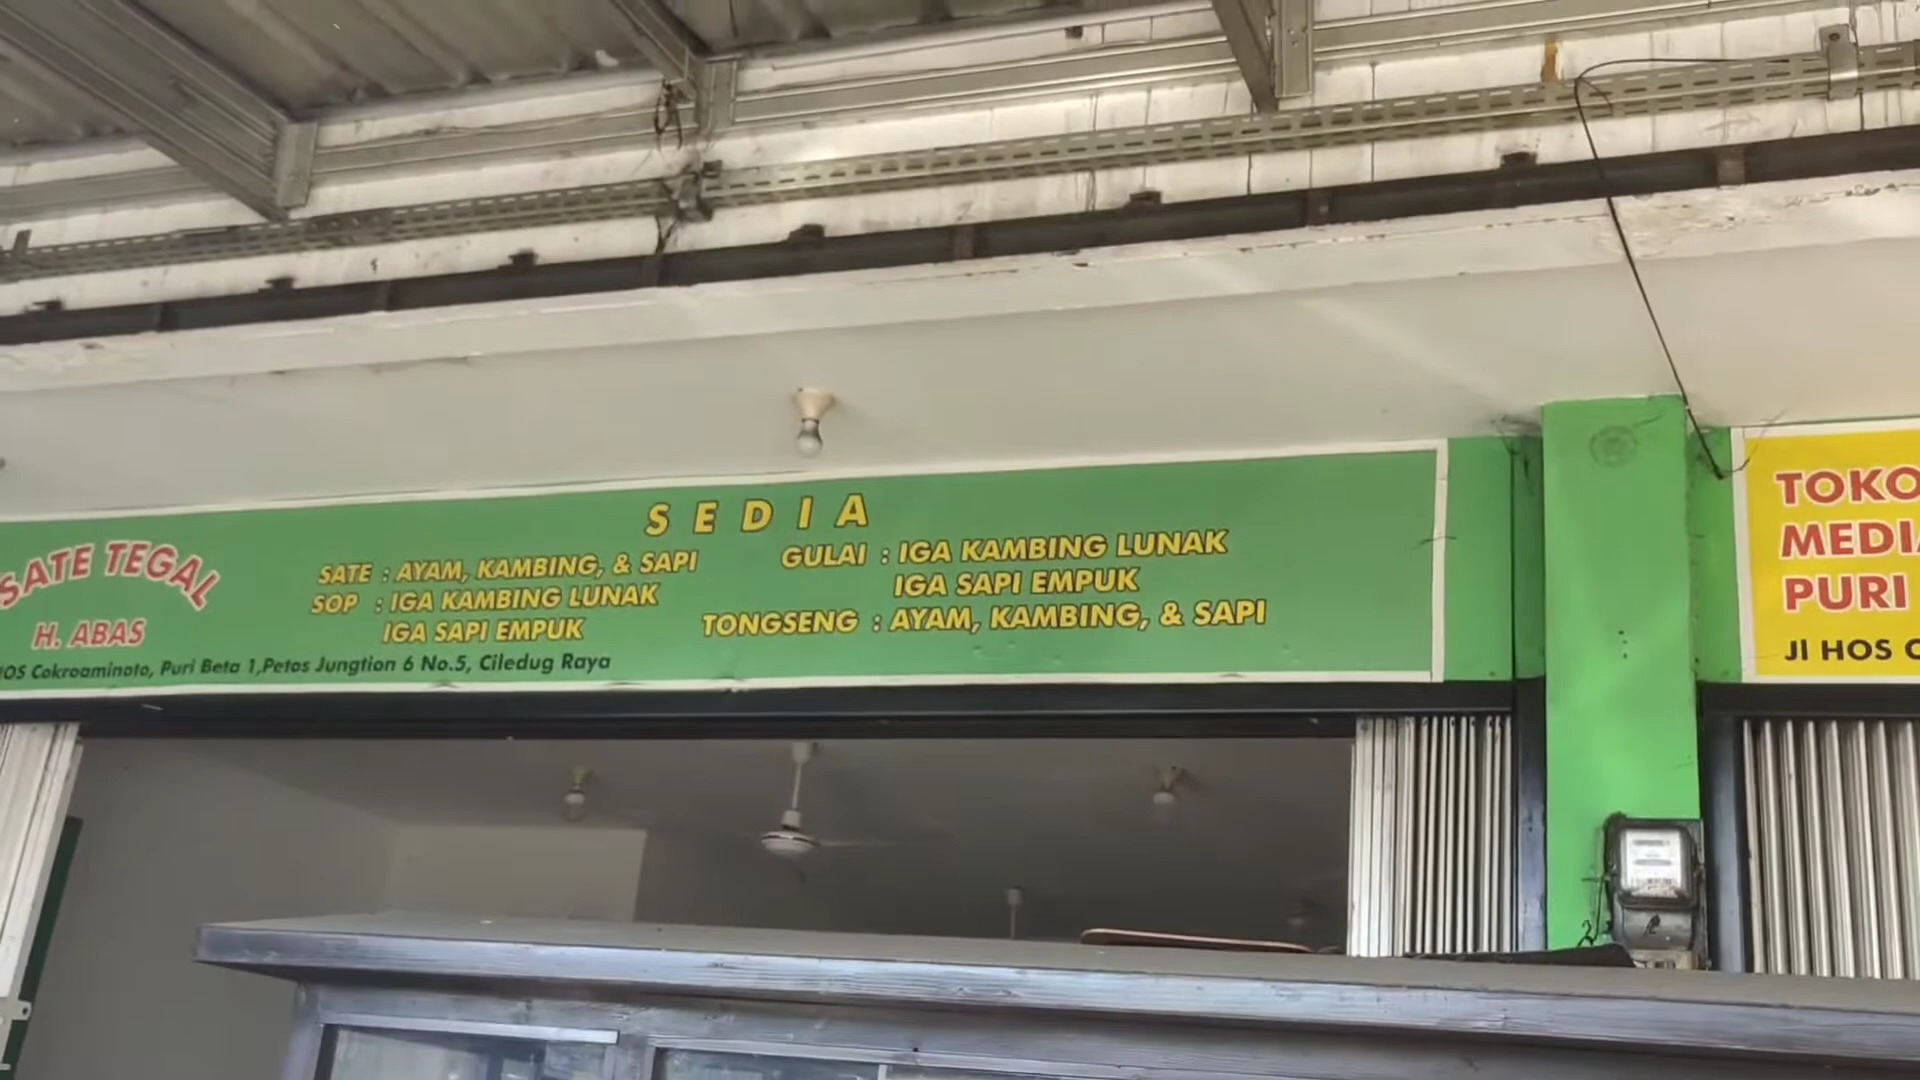 SATE TEGAL
H. ABAS
SEDIA
SATE : AYAM, KAMBING, & SAPI
SOP : IGA KAMBING LUNAK
IGA SAPI EMPUK
GULAI : IGA KAMBING LUNAK
IGA SAPI EMPUK
TONGSENG : AYAM, KAMBING, & SAPI
HOS Cokroaminoto, Puri Beta 1,Petos Jungtion 6 No.5, Ciledug Raya
TOKO
MEDI
PURI
Jl HOS C